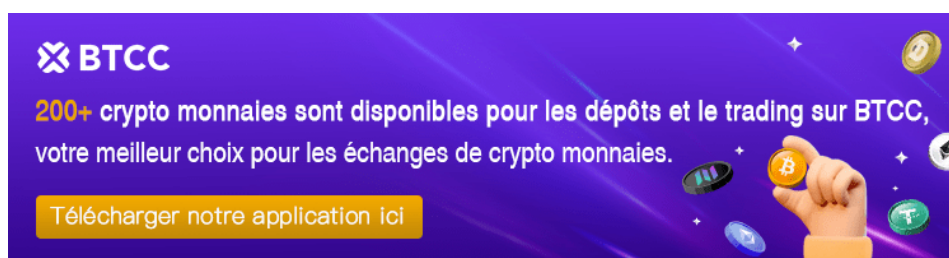 BTCC
200+ crypto monnaies sont disponibles pour les dépôts et le trading sur BTCC,
votre meilleur choix pour les échanges de crypto monnaies.
Télécharger notre application ici